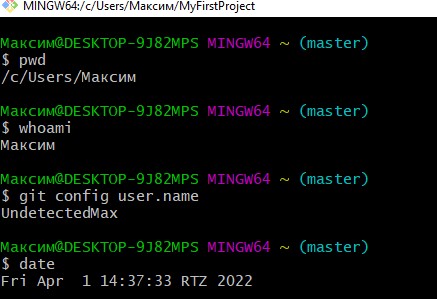 MINGW64:/c/Users/Максим/MyFirstProject
Максим@DESKTOP-9J82MPS MINGW64 ~ (master)
$ pwd
/c/Users/Максим
Максим@DESKTOP-9J82MPS MINGW64 ~ (master)
$ whoami
Максим
Максим@DESKTOP-9J82MPS MINGW64 ~ (master)
$ git config user.name
UndetectedMax
Максим@DESKTOP-9J82MPS MINGW64 ~ (master)
$ date
Fri Apr  1 14:37:33 RTZ 2022